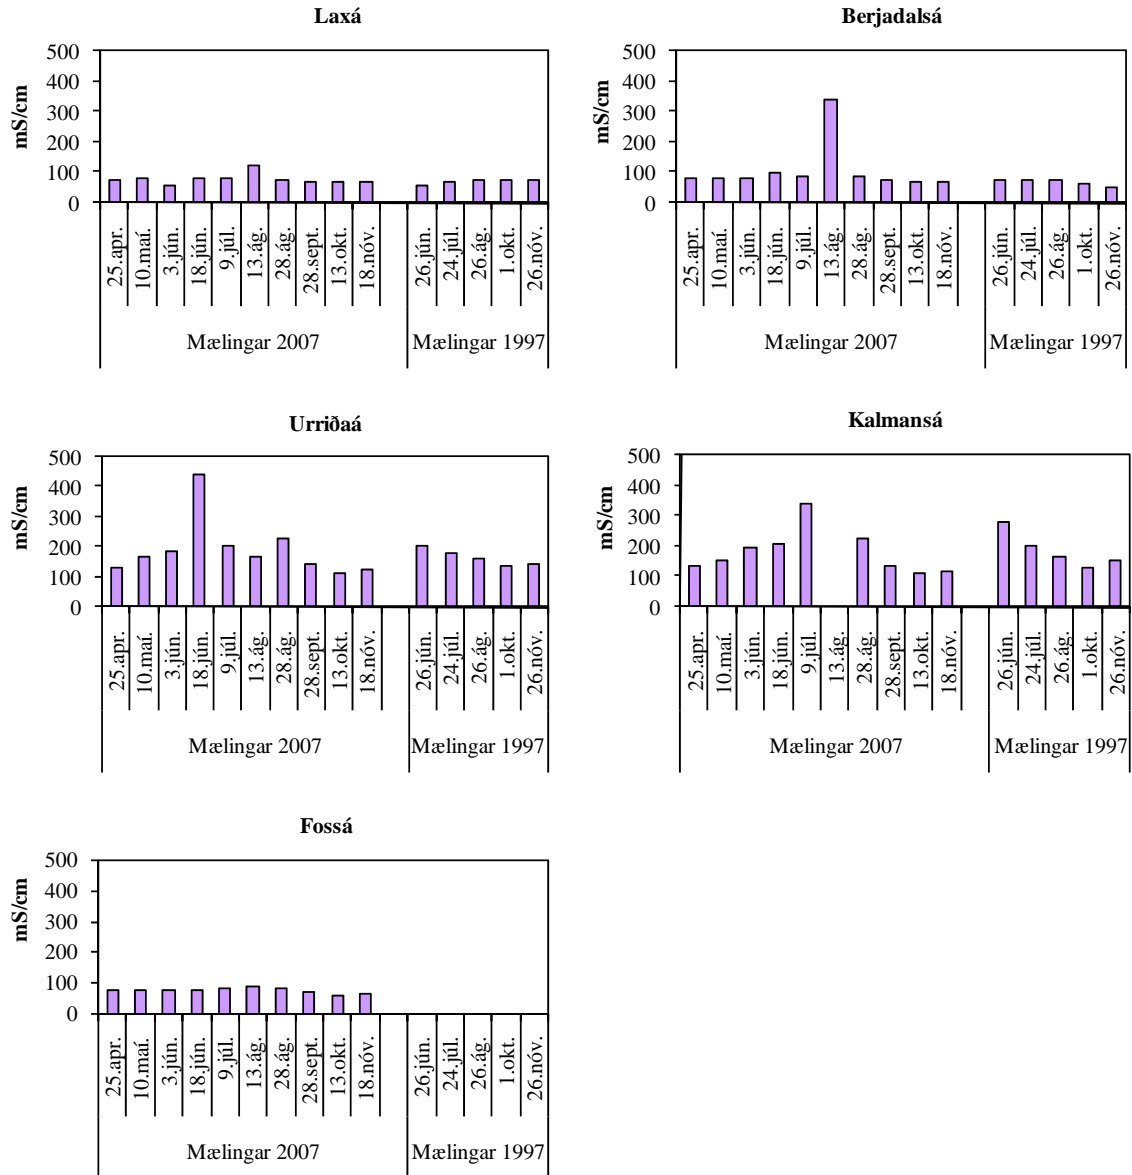 Laxá
mS/cm
500
400
300
200
100
0
25.apr.
10.maí.
3.jún.
18.jún.
9.júl.
13.ág.
28.ág.
28.sept.
13.okt.
18.nóv.
26.jún.
24.júl.
26.ág.
1.okt.
26.nóv.
Mælingar 2007
Mælingar 1997
Berjadalsá
mS/cm
500
400
300
200
100
0
25.apr.
10.maí.
3.jún.
18.jún.
9.júl.
13.ág.
28.ág.
28.sept.
13.okt.
18.nóv.
26.jún.
24.júl.
26.ág.
1.okt.
26.nóv.
Mælingar 2007
Mælingar 1997
Urriðaá
mS/cm
500
400
300
200
100
0
25.apr.
10.maí.
3.jún.
18.jún.
9.júl.
13.ág.
28.ág.
28.sept.
13.okt.
18.nóv.
26.jún.
24.júl.
26.ág.
1.okt.
26.nóv.
Mælingar 2007
Mælingar 1997
Kalmansá
mS/cm
500
400
300
200
100
0
25.apr.
10.maí.
3.jún.
18.jún.
9.júl.
13.ág.
28.ág.
28.sept.
13.okt.
18.nóv.
26.jún.
24.júl.
26.ág.
1.okt.
26.nóv.
Mælingar 2007
Mælingar 1997
Fossá
mS/cm
500
400
300
200
100
0
25.apr.
10.maí.
3.jún.
18.jún.
9.júl.
13.ág.
28.ág.
28.sept.
13.okt.
18.nóv.
26.jún.
24.júl.
26.ág.
1.okt.
26.nóv.
Mælingar 2007
Mælingar 1997